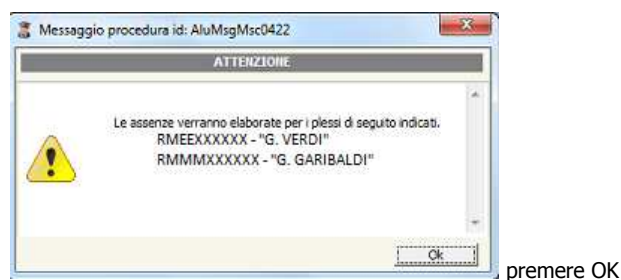 Messaggio procedura id: AluMsgMsc0422
ATTENZIONE
Le assenze verranno elaborate per i plessi di seguito indicati.
RMEEXXXXXX - "G. VERDI"
RMMMXXXXXX - "G. GARIBALDI"
Ok
premere OK